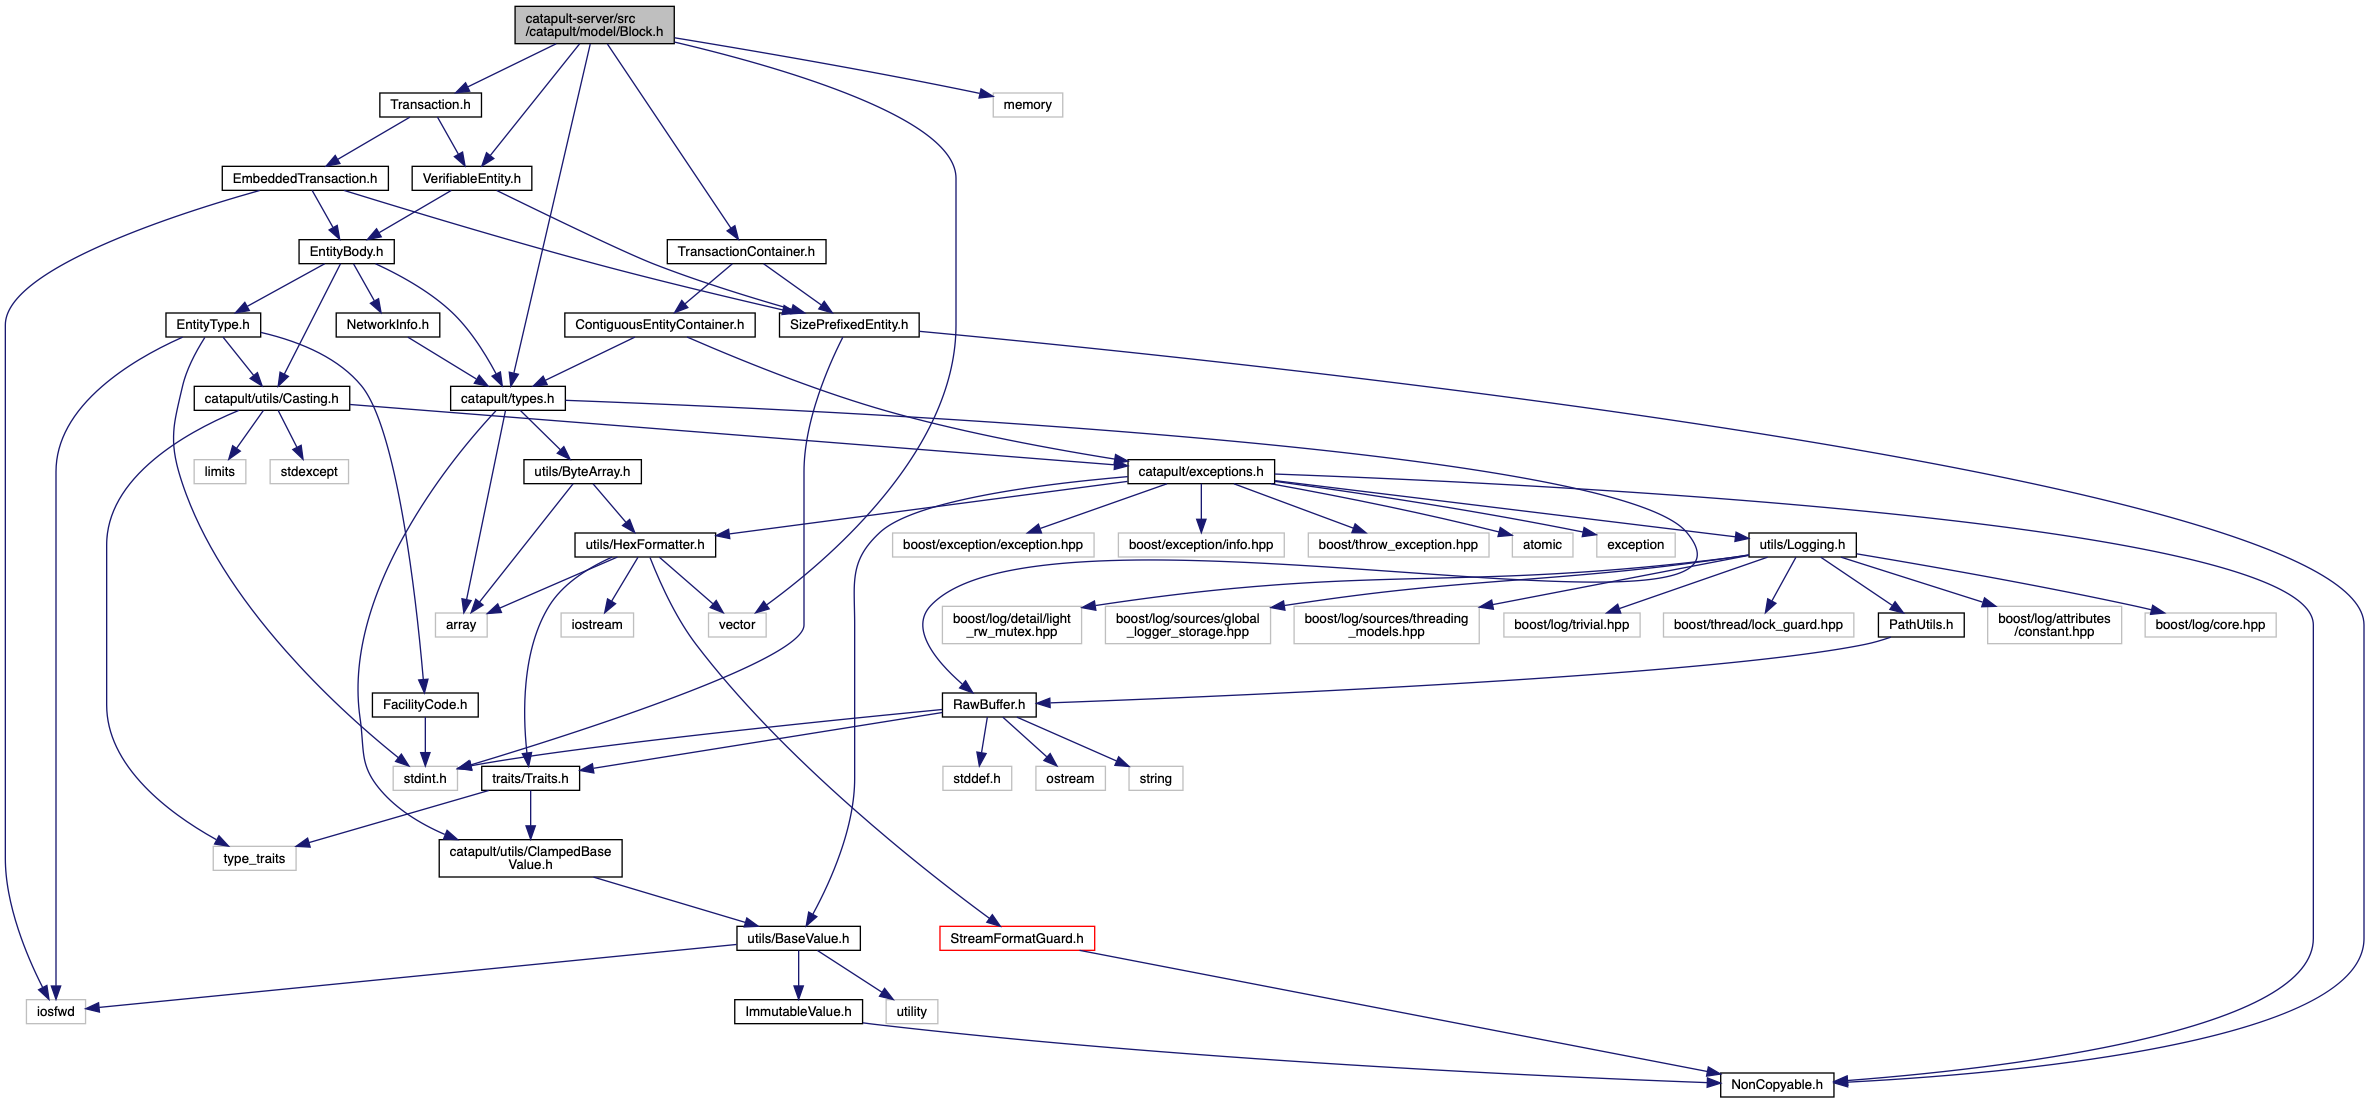 catapult-server/src
/catapult/model/Block.h
Transaction.h
memory
EmbeddedTransaction.h
VerifiableEntity.h
EntityBody.h
TransactionContainer.h
EntityType.h
NetworkInfo.h
ContiguousEntityContainer.h
SizePrefixedEntity.h
catapult/utils/Casting.h
catapult/types.h
limits
stdexcept
utils/ByteArray.h
catapult/exceptions.h
utils/HexFormatter.h
boost/exception/exception.hpp
boost/exception/info.hpp
boost/throw_exception.hpp
atomic
exception
utils/Logging.h
array
iostream
vector
boost/log/detail/light
_rw_mutex.hpp
boost/log/sources/global
_logger_storage.hpp
boost/log/sources/threading
_models.hpp
boost/log/trivial.hpp
boost/thread/lock_guard.hpp
PathUtils.h
boost/log/attributes
/constant.hpp
boost/log/core.hpp
FacilityCode.h
RawBuffer.h
stdint.h
traits/Traits.h
stddef.h
ostream
string
type_traits
catapult/utils/ClampedBase
Value.h
utils/BaseValue.h
StreamFormatGuard.h
iosfwd
ImmutableValue.h
utility
NonCopyable.h